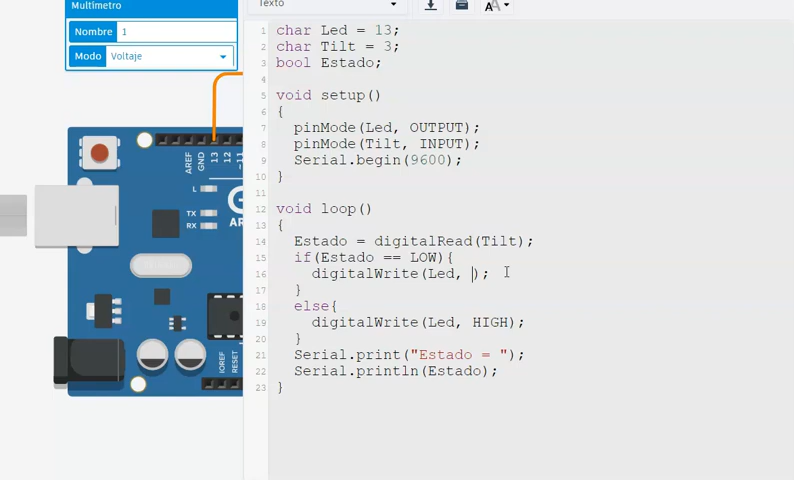 Multímetro
Nombre 1
Modo Voltaje
Texto
AA
1 char Led = 13;
2 char Tilt = 3;
3 bool Estado;
4
5 void setup()
6 {
7 pinMode(Led, OUTPUT);
8 pinMode(Tilt, INPUT);
9 Serial.begin(9600);
10 }
11
12 void loop()
13 {
14 Estado = digitalRead(Tilt);
15 if(Estado == LOW){
16 digitalWrite(Led, );
17 }
18 else{
19 digitalWrite(Led, HIGH);
20 }
21 Serial.print("Estado = ");
22 Serial.println(Estado);
23 }
AREF
GND
13
12
~11
L
TX
RX
IOREF
RESET